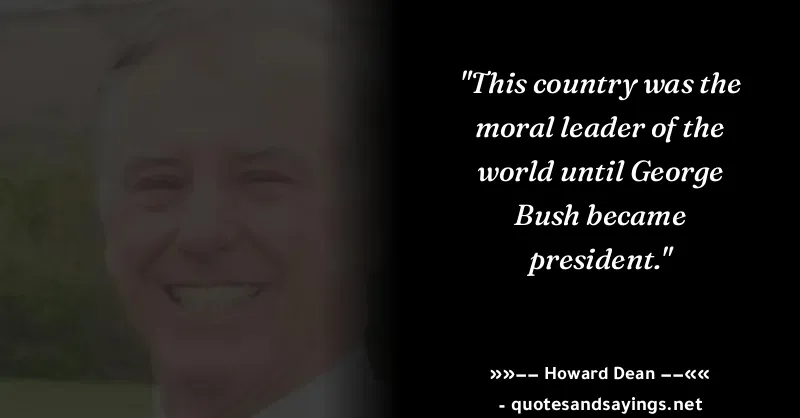 "This country was the
moral leader of the
world until George
Bush became
president."
»»—— Howard Dean ——««
- quotesandsayings.net